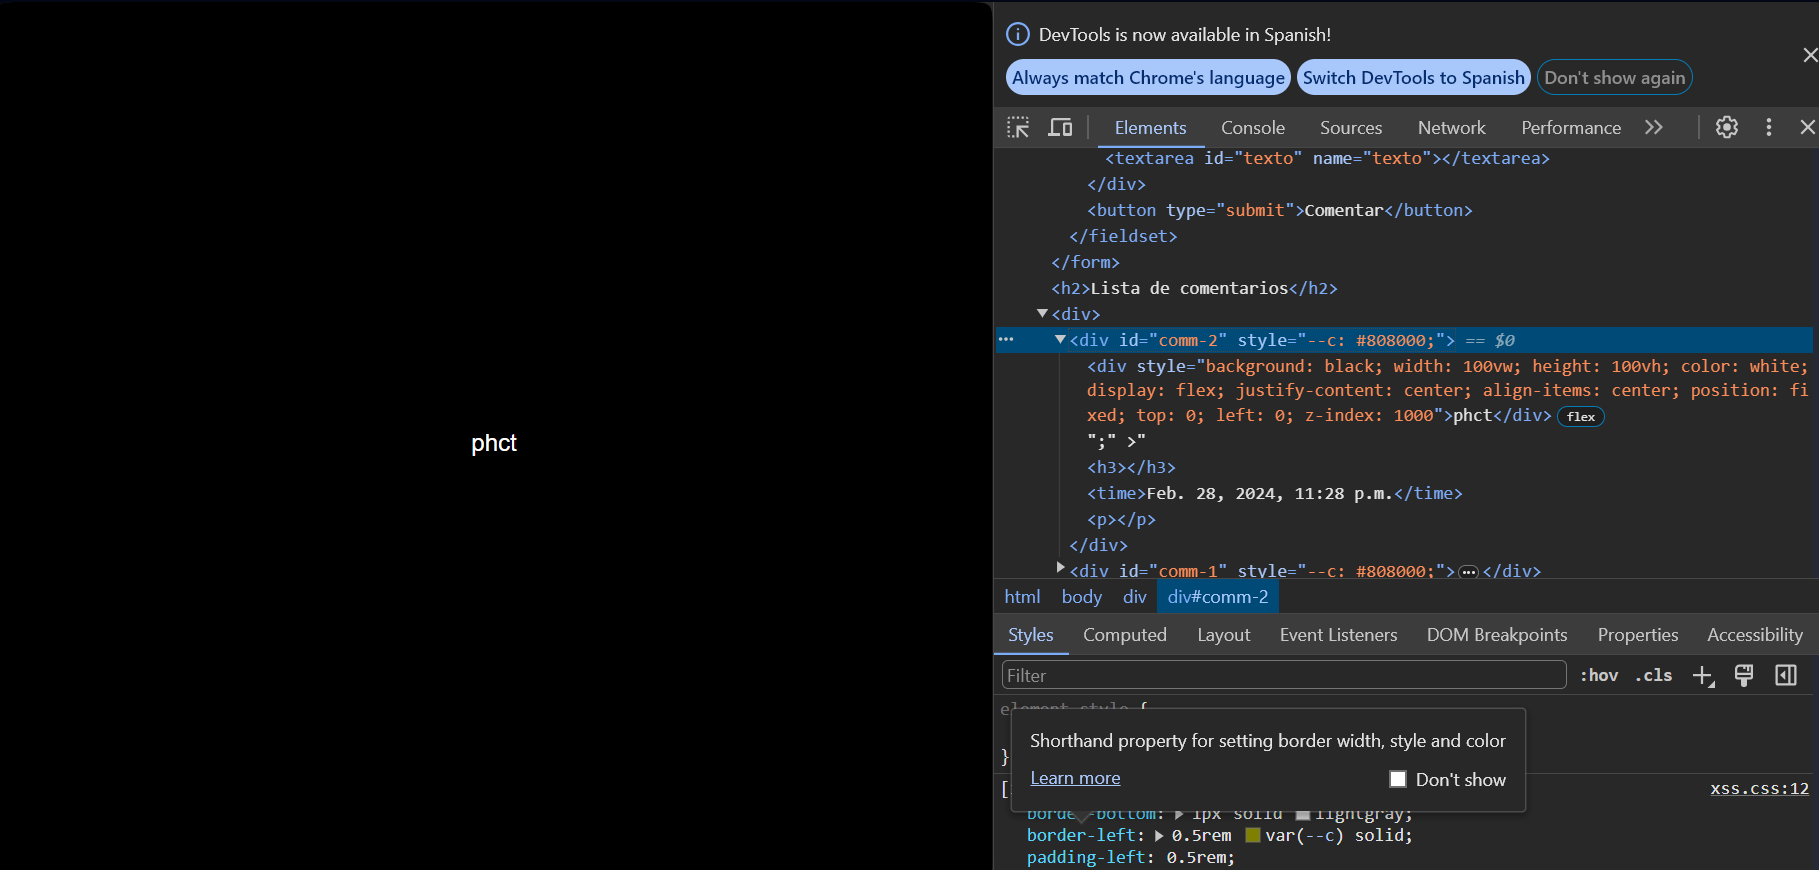 phct
DevTools is now available in Spanish!
Always match Chrome's language Switch DevTools to Spanish Don't show again
Elements Console Sources Network Performance
<textarea id="texto" name="texto"></textarea>
</div>
<button type="submit">Comentar</button>
</fieldset>
</form>
<h2>Lista de comentarios</h2>
<div>
<div id="comm-2" style="--c: #808000;"> == $0
<div style="background: black; width: 100vw; height: 100vh; color: white;
display: flex; justify-content: center; align-items: center; position: fi
xed; top: 0; left: 0; z-index: 1000">phct</div> flex
";" >"
<h3></h3>
<time>Feb. 28, 2024, 11:28 p.m.</time>
<p></p>
</div>
<div id="comm-1" style="--c: #808000;"> … </div>
html body div div#comm-2
Styles Computed Layout Event Listeners DOM Breakpoints Properties Accessibility
Filter :hov .cls
element.style {
Shorthand property for setting border width, style and color
}
Learn more Don't show
[ xss.css:12
border-bottom: 1px solid lightgray;
border-left: 0.5rem var(--c) solid;
padding-left: 0.5rem;